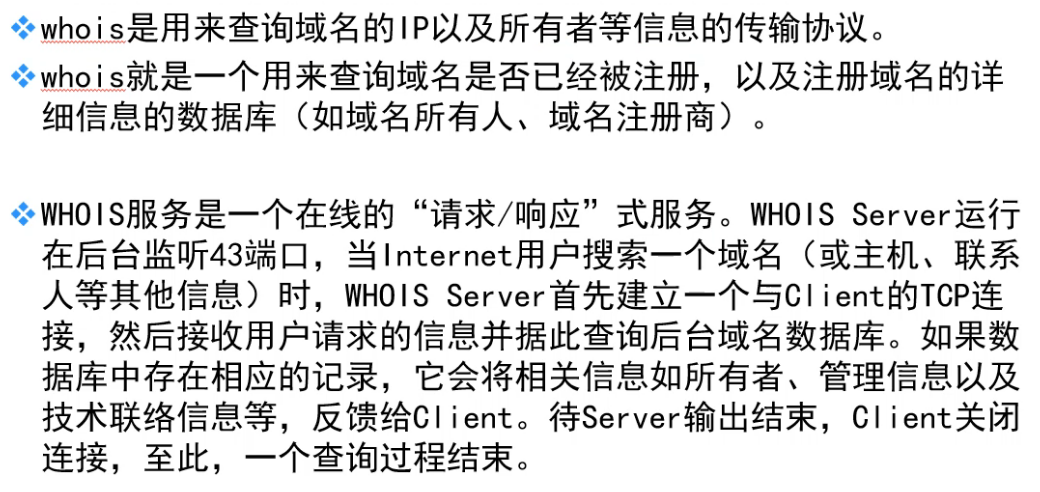 ❖whois是用来查询域名的IP以及所有者等信息的传输协议。
❖whois就是一个用来查询域名是否已经被注册，以及注册域名的详
细信息的数据库（如域名所有人、域名注册商）。
❖WHOIS服务是一个在线的“请求/响应”式服务。WHOIS Server运行
在后台监听43端口，当Internet用户搜索一个域名（或主机、联系
人等其他信息）时，WHOIS Server首先建立一个与Client的TCP连
接，然后接收用户请求的信息并据此查询后台域名数据库。如果数
据库中存在相应的记录，它会将相关信息如所有者、管理信息以及
技术联络信息等，反馈给Client。待Server输出结束，Client关闭
连接，至此，一个查询过程结束。